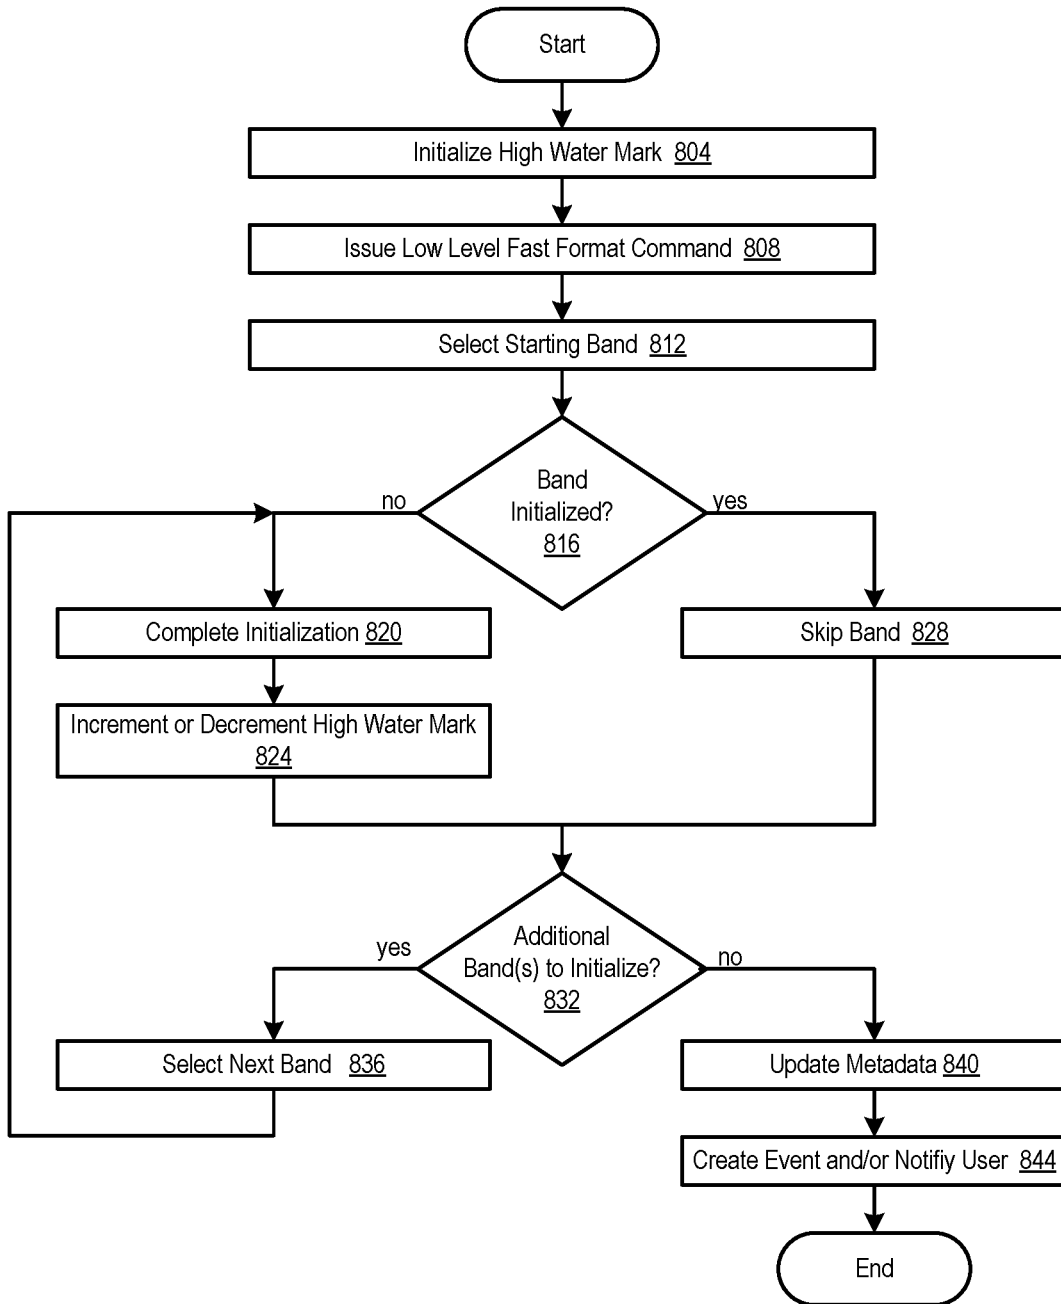 Start
Initialize High Water Mark 804
Issue Low Level Fast Format Command 808
Select Starting Band 812
Band
Initialized?
816
no
yes
Complete Initialization 820
Skip Band 828
Increment or Decrement High Water Mark
824
Additional
Band(s) to Initialize?
832
yes
no
Select Next Band 836
Update Metadata 840
Create Event and/or Notifiy User 844
End